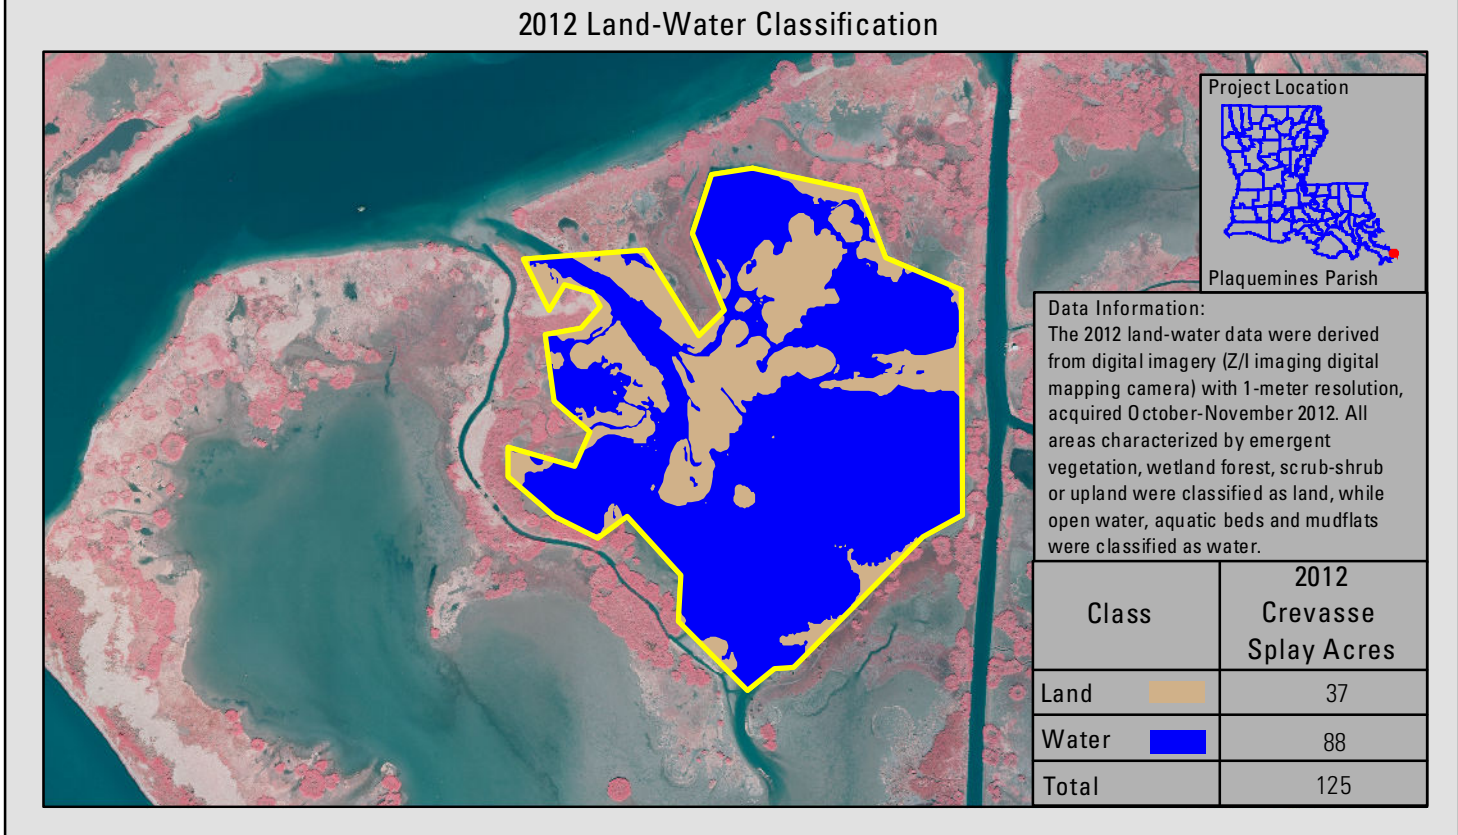 2012 Land-Water Classification
Project Location
Plaquemines Parish
Data Information:
The 2012 land-water data were derived
from digital imagery (Z/I imaging digital
mapping camera) with 1-meter resolution,
acquired October-November 2012. All
areas characterized by emergent
vegetation, wetland forest, scrub-shrub
or upland were classified as land, while
open water, aquatic beds and mudflats
were classified as water.
Class
2012
Crevasse
Splay Acres
Land 37
Water 88
Total 125